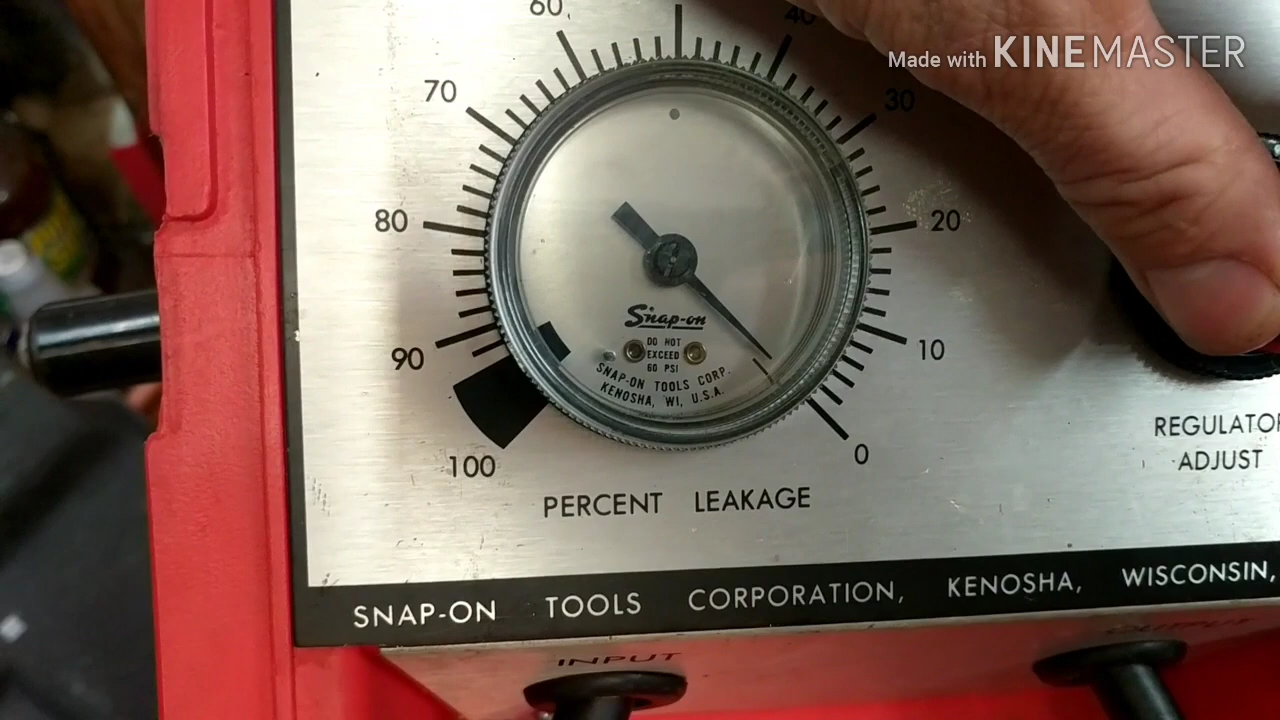 60
40
Made with KINEMASTER
70
30
80
20
Snap-on
DO NOT
EXCEED
60 PSI
90
10
SNAP-ON TOOLS CORP.
KENOSHA, WI, U.S.A.
REGULATOR
ADJUST
100
0
PERCENT LEAKAGE
SNAP-ON TOOLS CORPORATION, KENOSHA, WISCONSIN,
INPUT
OUTPUT